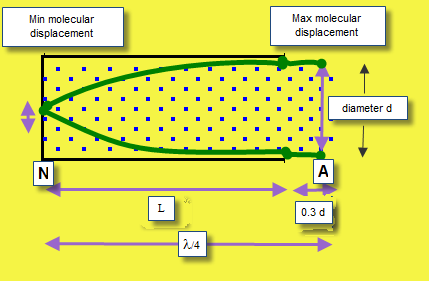 Min molecular
displacement
Max molecular
displacement
diameter d
N
A
L
0.3 d
λ/4